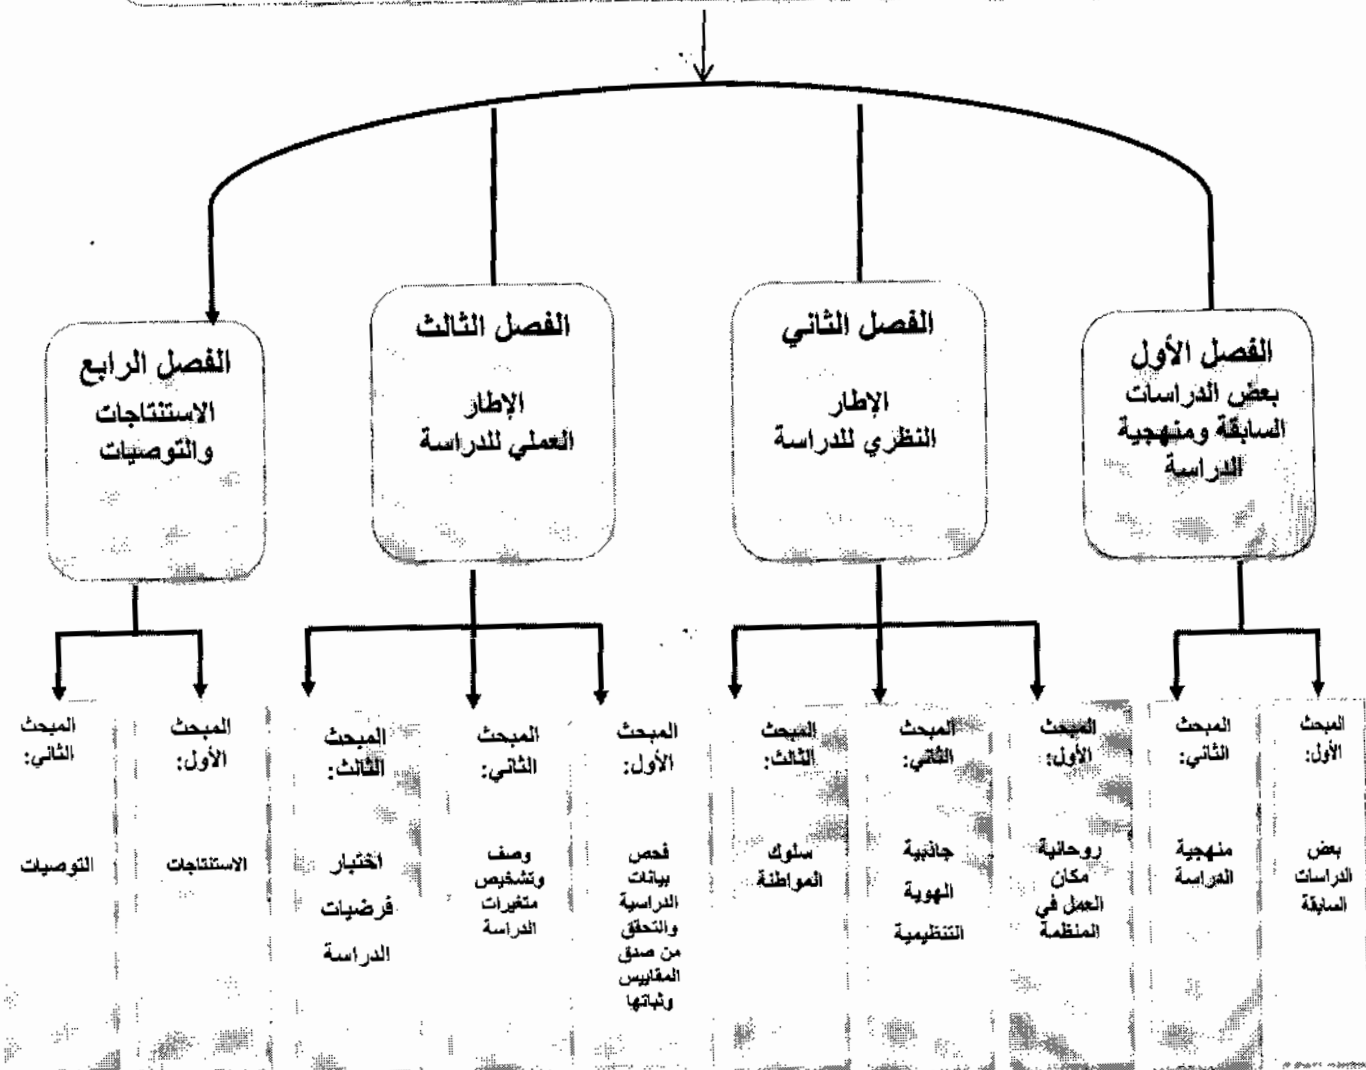 الفصل الأول
بعض الدراسات
السابقة ومنهجية
الدراسة
الفصل الثاني
الإطار
النظري للدراسة
الفصل الثالث
الإطار
العملي للدراسة
الفصل الرابع
الاستنتاجات
والتوصيات
المبحث
الأول:
بعض
الدراسات
السابقة
المبحث
الثاني:
منهجية
الدراسة
المبحث
الأول:
روحانية
مكان
العمل في
المنظمة
المبحث
الثاني:
جاذبية
الهوية
التنظيمية
المبحث
الثالث:
سلوك
المواطنة
المبحث
الأول:
فحص
بيانات
الدراسية
والتحقق
من صدق
المقاييس
وثباتها
المبحث
الثاني:
وصف
وتشخيص
متغيرات
الدراسة
المبحث
الثالث:
اختبار
فرضيات
الدراسة
المبحث
الأول:
الاستنتاجات
المبحث
الثاني:
التوصيات